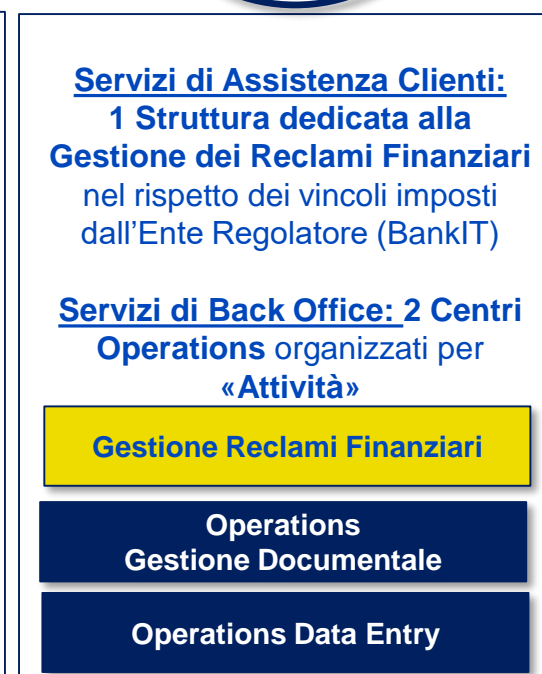 Servizi di Assistenza Clienti:
1 Struttura dedicata alla
Gestione dei Reclami Finanziari
nel rispetto dei vincoli imposti
dall’Ente Regolatore (BankIT)
Servizi di Back Office: 2 Centri
Operations organizzati per
«Attività»
Gestione Reclami Finanziari
Operations
Gestione Documentale
Operations Data Entry